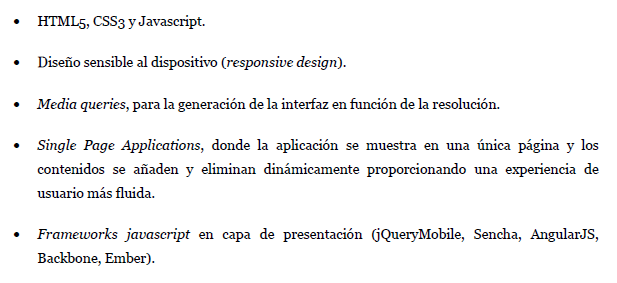 • HTML5, CSS3 y Javascript.
• Diseño sensible al dispositivo (responsive design).
• Media queries, para la generación de la interfaz en función de la resolución.
• Single Page Applications, donde la aplicación se muestra en una única página y los
contenidos se añaden y eliminan dinámicamente proporcionando una experiencia de
usuario más fluida.
• Frameworks javascript en capa de presentación (jQueryMobile, Sencha, AngularJS,
Backbone, Ember).